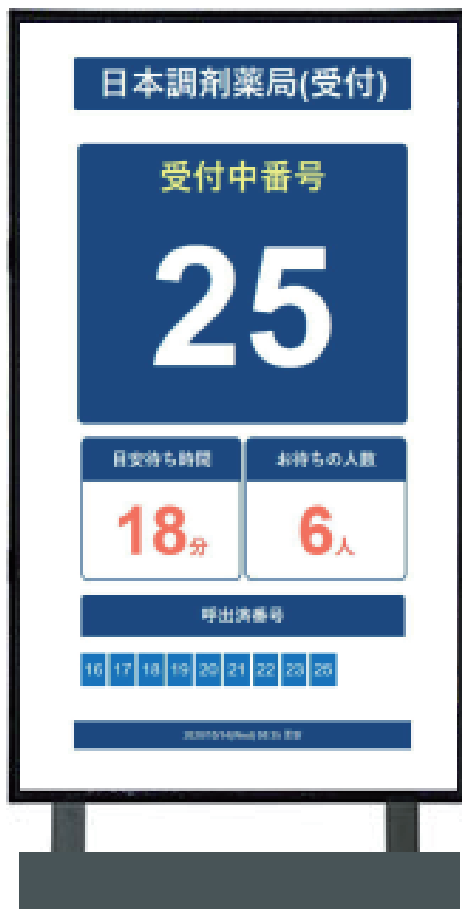 日本調剤薬局(受付)
受付中番号
25
目安待ち時間 お待ちの人数
18分 6人
呼出済番号
16 17 18 19 20 21 22 23 25